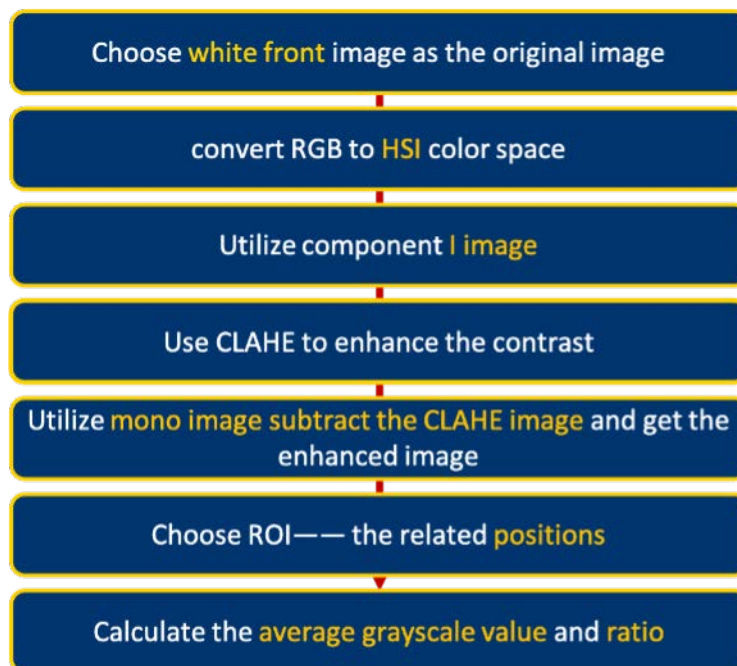 Choose white front image as the original image
convert RGB to HSI color space
Utilize component I image
Use CLAHE to enhance the contrast
Utilize mono image subtract the CLAHE image and get the
enhanced image
Choose ROI—— the related positions
Calculate the average grayscale value and ratio